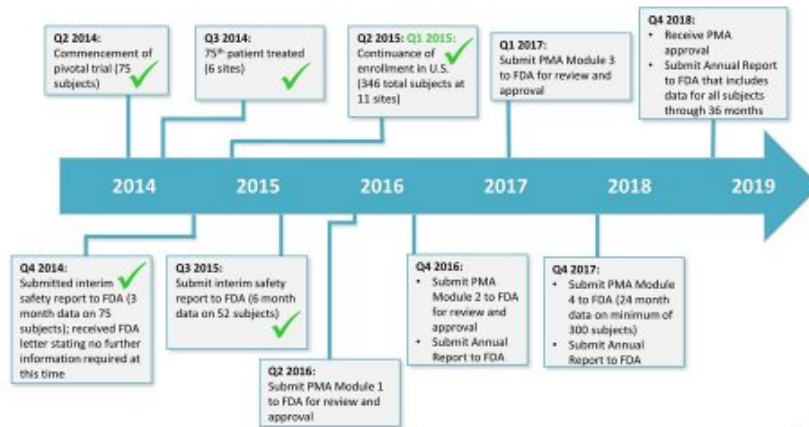 Q2 2014:
Commencement of
pivotal trial (75
subjects)
Q3 2014:
75th patient treated
(6 sites)
Q2 2015: Q1 2015:
Continuance of
enrollment in U.S.
(346 total subjects at
11 sites)
Q1 2017:
Submit PMA Module 3
to FDA for review and
approval
Q4 2018:
• Receive PMA
approval
• Submit Annual Report
to FDA that includes
data for all subjects
through 36 months
2014 2015 2016 2017 2018 2019
Q4 2014:
Submitted interim
safety report to FDA (3
month data on 75
subjects); received FDA
letter stating no further
information required at
this time
Q3 2015:
Submit interim safety
report to FDA (6 month
data on 52 subjects)
Q2 2016:
Submit PMA Module 1
to FDA for review and
approval
Q4 2016:
• Submit PMA
Module 2 to FDA
for review and
approval
• Submit Annual
Report to FDA
Q4 2017:
• Submit PMA Module
4 to FDA (24 month
data on minimum of
300 subjects)
• Submit Annual
Report to FDA